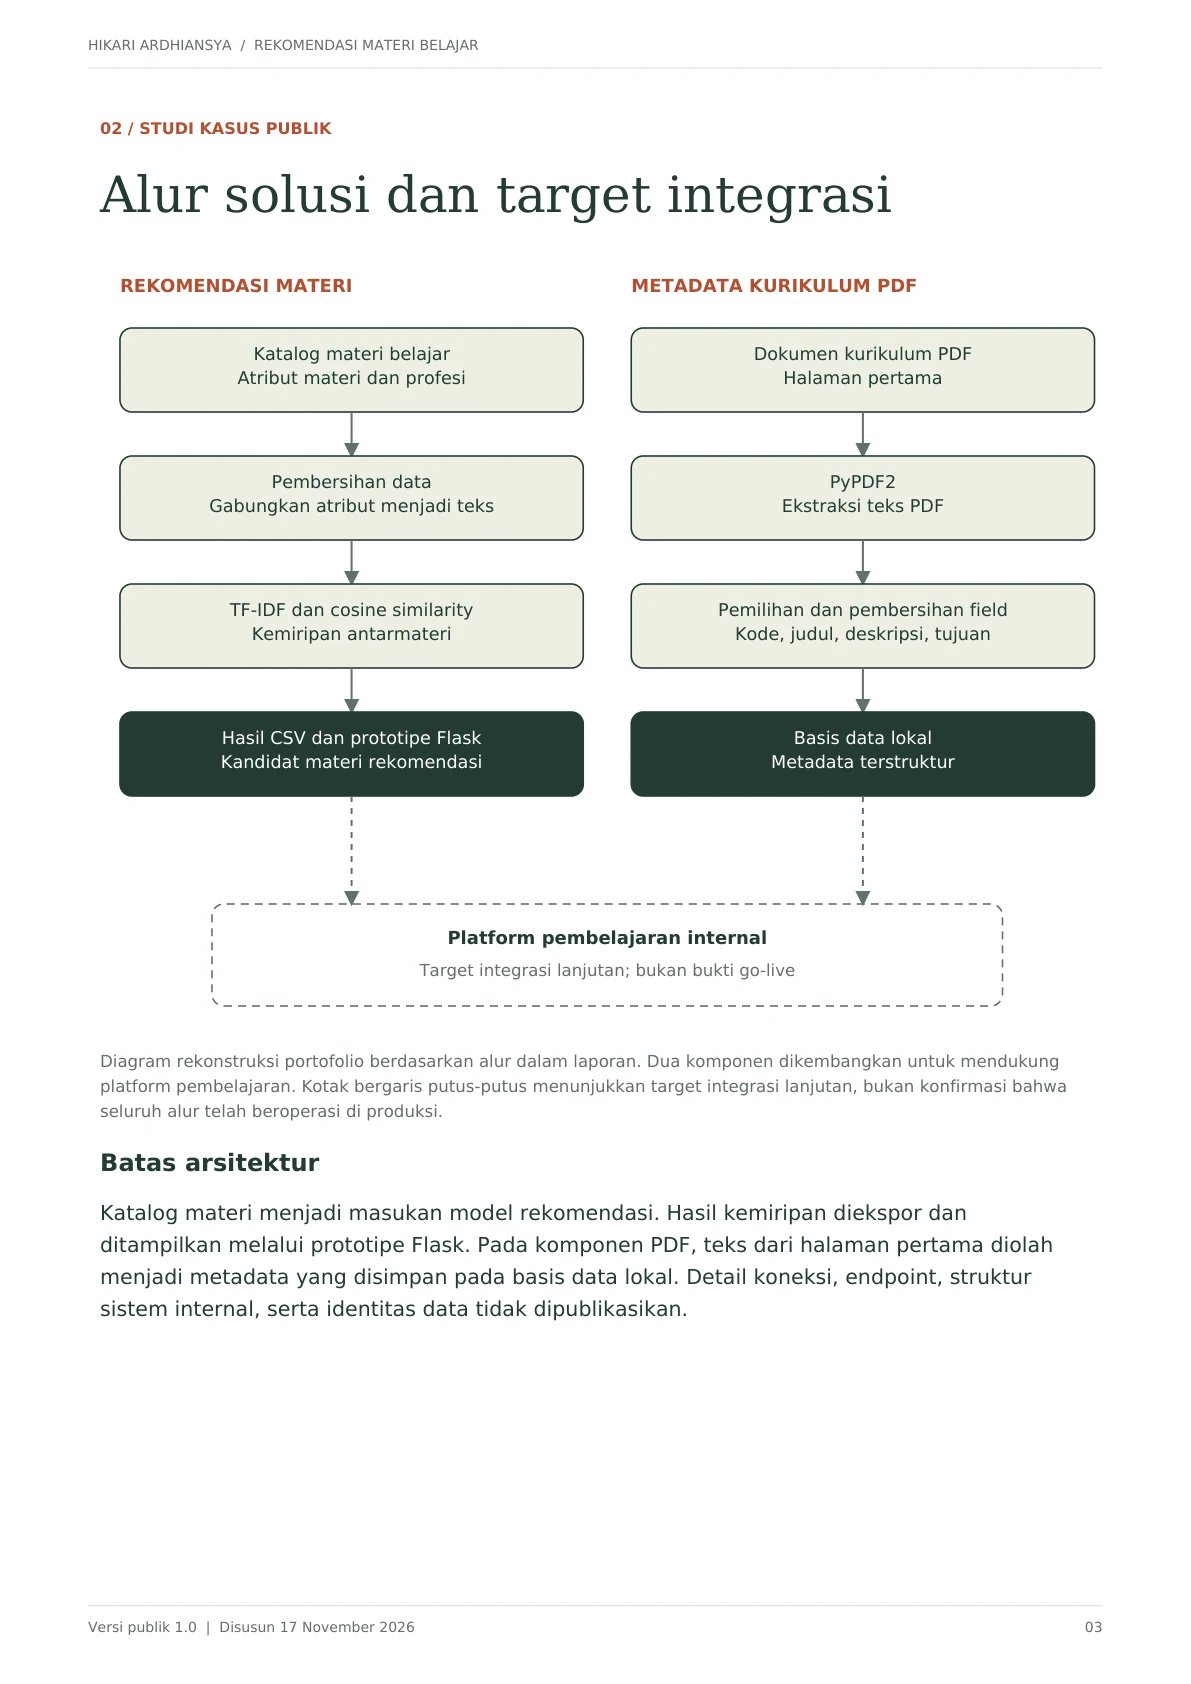 HIKARI ARDHIANSYA / REKOMENDASI MATERI BELAJAR
02 / STUDI KASUS PUBLIK
Alur solusi dan target integrasi
REKOMENDASI MATERI
Katalog materi belajar
Atribut materi dan profesi
Pembersihan data
Gabungkan atribut menjadi teks
TF-IDF dan cosine similarity
Kemiripan antarmateri
Hasil CSV dan prototipe Flask
Kandidat materi rekomendasi
METADATA KURIKULUM PDF
Dokumen kurikulum PDF
Halaman pertama
PyPDF2
Ekstraksi teks PDF
Pemilihan dan pembersihan field
Kode, judul, deskripsi, tujuan
Basis data lokal
Metadata terstruktur
Platform pembelajaran internal
Target integrasi lanjutan; bukan bukti go-live
Diagram rekonstruksi portofolio berdasarkan alur dalam laporan. Dua komponen dikembangkan untuk mendukung
platform pembelajaran. Kotak bergaris putus-putus menunjukkan target integrasi lanjutan, bukan konfirmasi bahwa
seluruh alur telah beroperasi di produksi.
Batas arsitektur
Katalog materi menjadi masukan model rekomendasi. Hasil kemiripan diekspor dan
ditampilkan melalui prototipe Flask. Pada komponen PDF, teks dari halaman pertama diolah
menjadi metadata yang disimpan pada basis data lokal. Detail koneksi, endpoint, struktur
sistem internal, serta identitas data tidak dipublikasikan.
Versi publik 1.0 | Disusun 17 November 2026
03